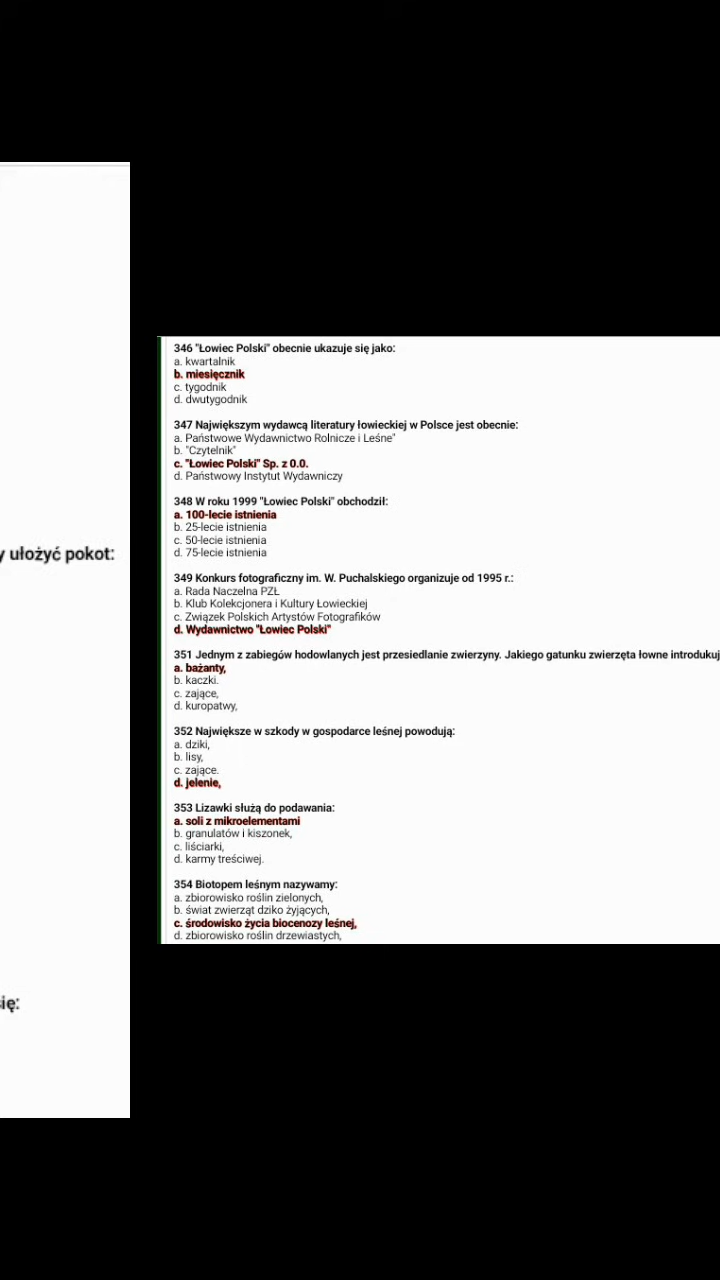 y ułożyć pokot:
się:
346 "Łowiec Polski" obecnie ukazuje się jako:
a. kwartalnik
b. miesięcznik
c. tygodnik
d. dwutygodnik
347 Największym wydawcą literatury łowieckiej w Polsce jest obecnie:
a. Państwowe Wydawnictwo Rolnicze i Leśne"
b. "Czytelnik"
c. "Łowiec Polski" Sp. z 0.0.
d. Państwowy Instytut Wydawniczy
348 W roku 1999 "Łowiec Polski" obchodził:
a. 100-lecie istnienia
b. 25-lecie istnienia
c. 50-lecie istnienia
d. 75-lecie istnienia
349 Konkurs fotograficzny im. W. Puchalskiego organizuje od 1995 r.:
a. Rada Naczelna PZŁ
b. Klub Kolekcjonera i Kultury Łowieckiej
c. Związek Polskich Artystów Fotografików
d. Wydawnictwo "Łowiec Polski"
351 Jednym z zabiegów hodowlanych jest przesiedlanie zwierzyny. Jakiego gatunku zwierzęta łowne introdukuj
a. bażanty,
b. kaczki.
c. zające,
d. kuropatwy,
352 Największe w szkody w gospodarce leśnej powodują:
a. dziki,
b. lisy,
c. zające.
d. jelenie,
353 Lizawki służą do podawania:
a. soli z mikroelementami
b. granulatów i kiszonek,
c. liściarki,
d. karmy treściwej.
354 Biotopem leśnym nazywamy:
a. zbiorowisko roślin zielonych,
b. świat zwierząt dziko żyjących,
c. środowisko życia biocenozy leśnej,
d. zbiorowisko roślin drzewiastych,